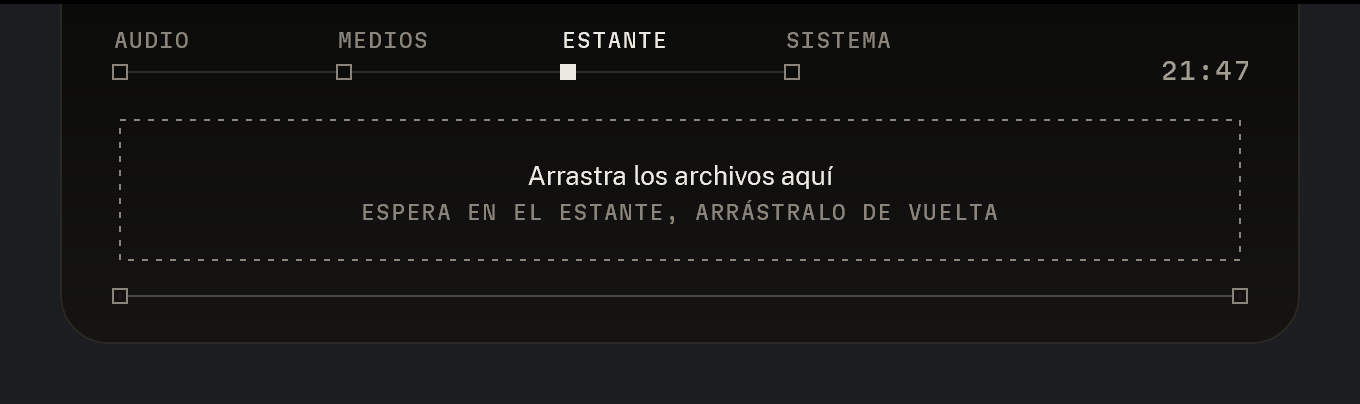 AUDIO MEDIOS ESTANTE SISTEMA
21:47
Arrastra los archivos aquí
ESPERA EN EL ESTANTE, ARRÁSTRALO DE VUELTA